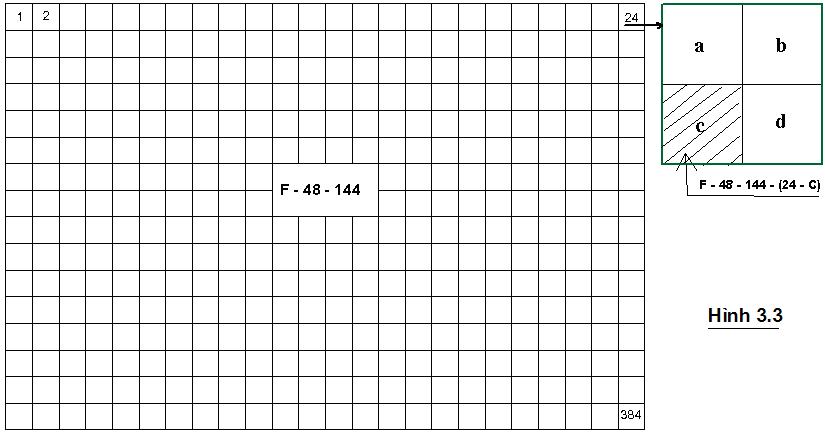 1 2 24
a b
c d
F - 48 - 144
F - 48 - 144 - (24 - C)
Hình 3.3
384